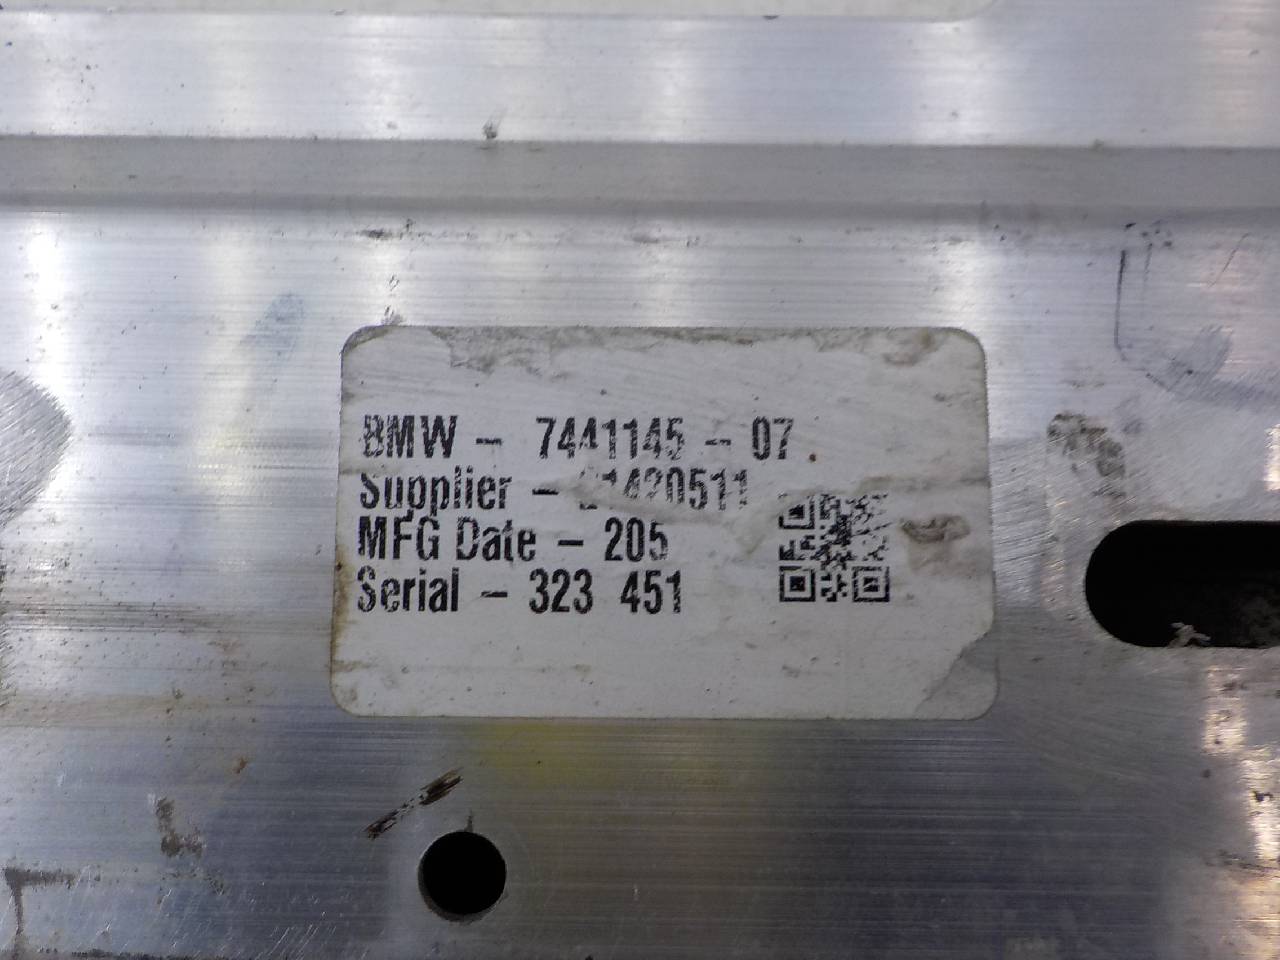 BMW - 7441145 - 07
Supplier -
MFG Date - 205
Serial - 323 451